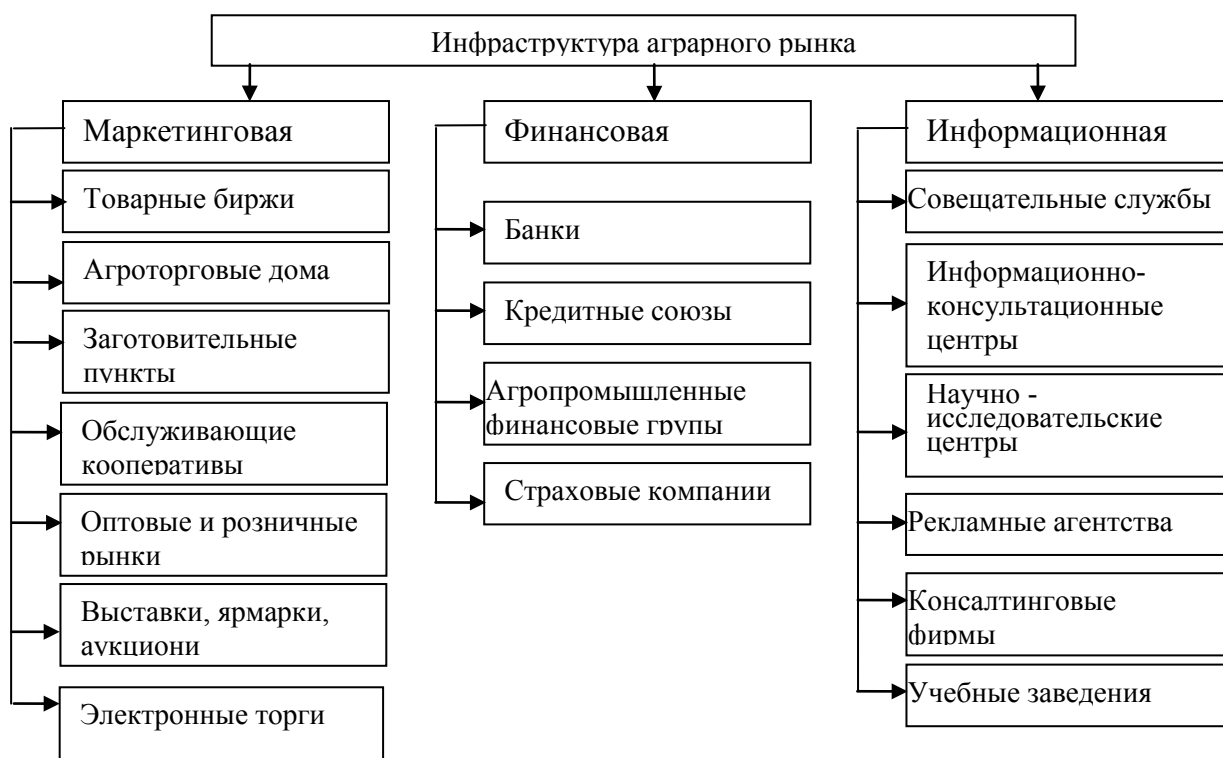 Инфраструктура аграрного рынка
Маркетинговая
Товарные биржи
Агроторговые дома
Заготовительные
пункты
Обслуживающие
кооперативы
Оптовые и розничные
рынки
Выставки, ярмарки,
аукциони
Электронные торги
Финансовая
Банки
Кредитные союзы
Агропромышленные
финансовые групы
Страховые компании
Информационная
Совещательные службы
Информационно-
консультационные
центры
Научно -
исследовательские
центры
Рекламные агентства
Консалтинговые
фирмы
Учебные заведения